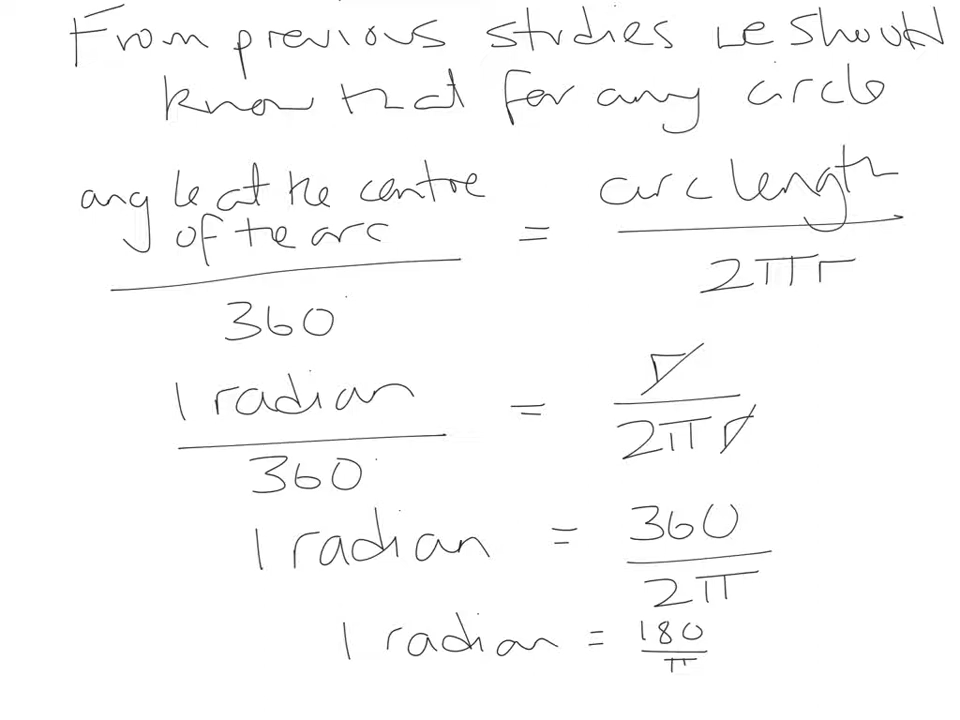 From previous studies we should
know that for any circle
angle at the centre
of the arc
/
360
=
arc length
/
2πr
1 radian / 360 = r / 2πr
1 radian = 360 / 2π
1 radian = 180 / π